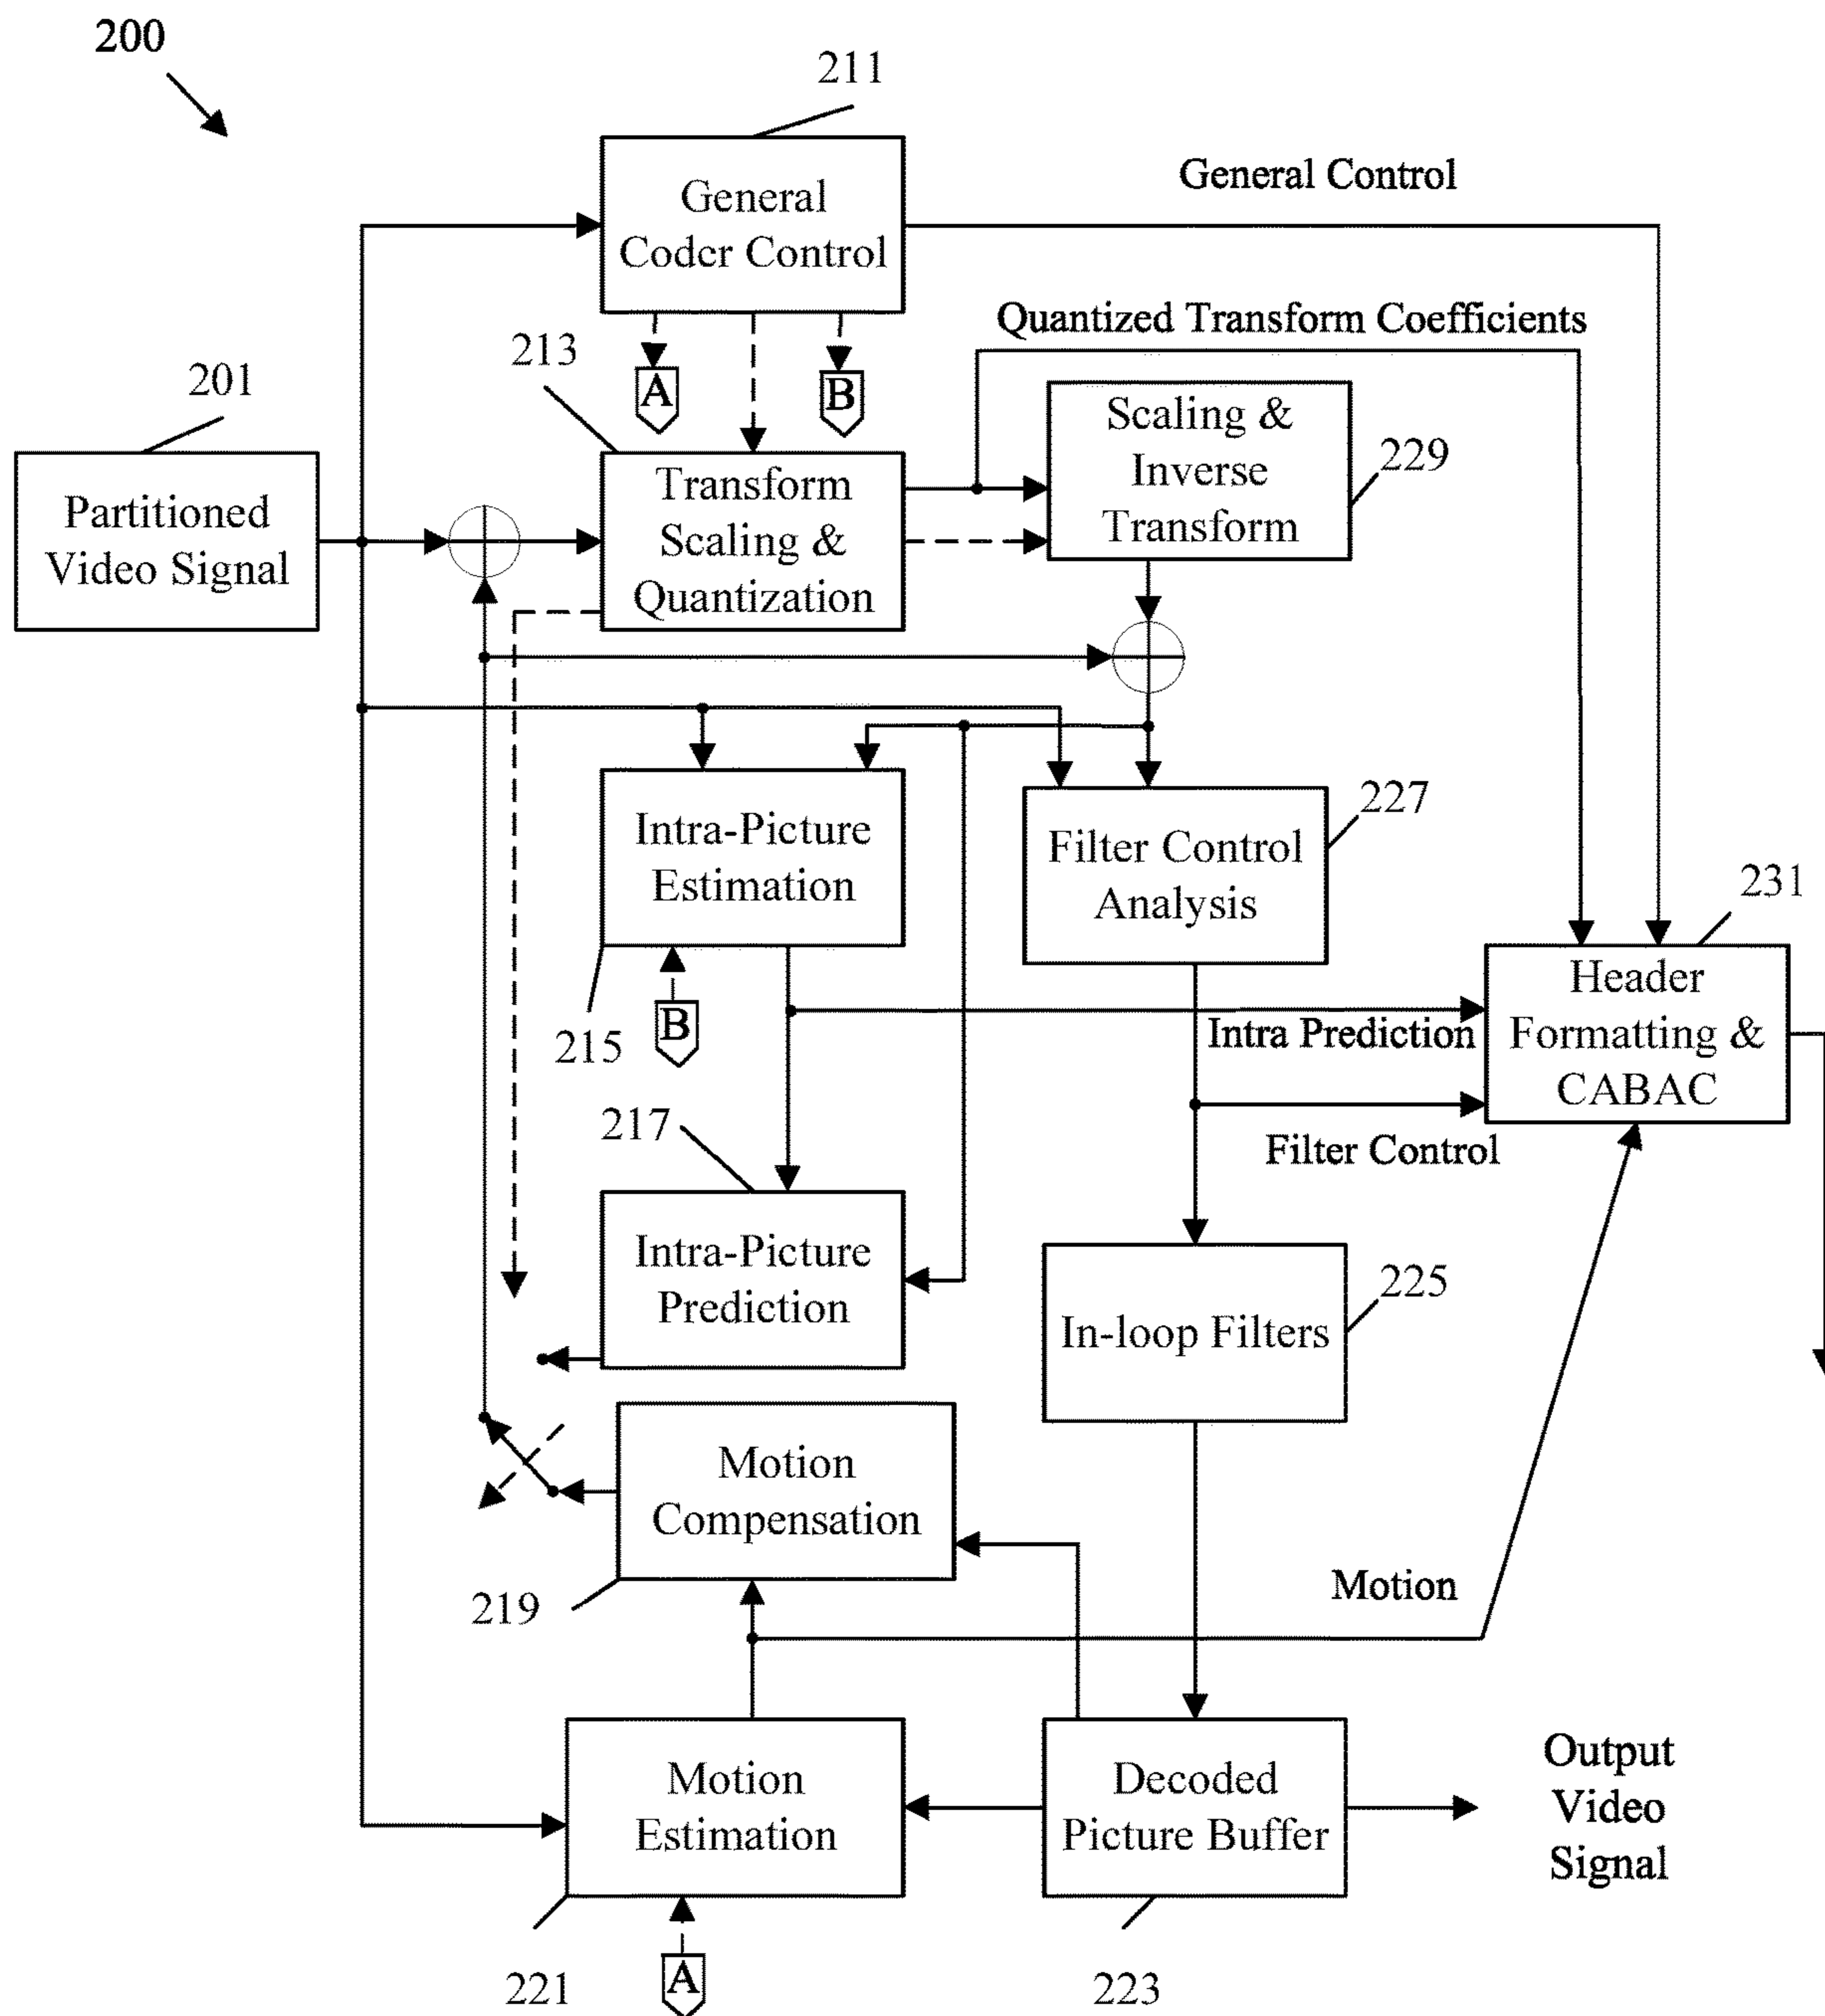 200
211
General
Coder Control
General Control
Quantized Transform Coefficients
213
A
B
201
Partitioned
Video Signal
Transform
Scaling &
Quantization
Scaling &
Inverse
Transform
229
Intra-Picture
Estimation
215
B
227
Filter Control
Analysis
231
Header
Formatting &
CABAC
Intra Prediction
Filter Control
217
Intra-Picture
Prediction
225
In-loop Filters
Motion
Compensation
219
Motion
Motion
Estimation
221
A
Decoded
Picture Buffer
223
Output
Video
Signal